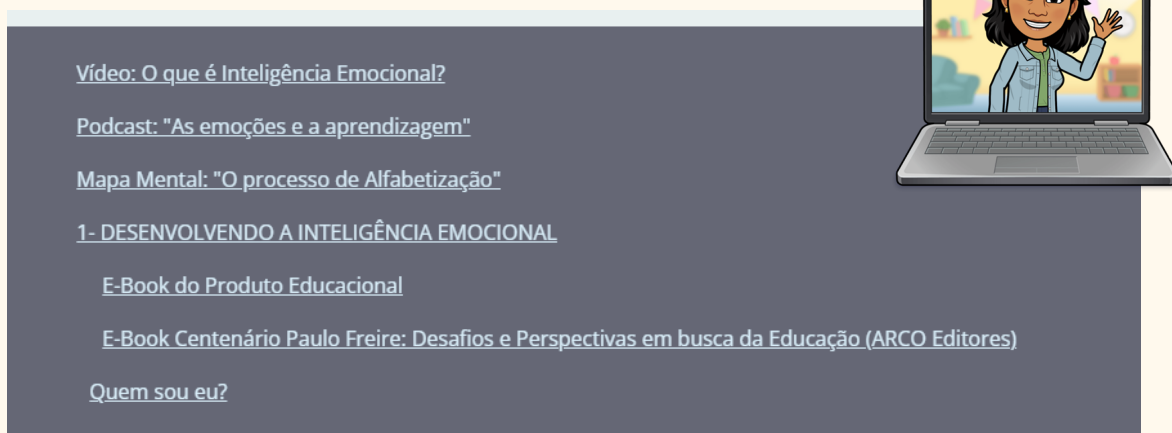 Vídeo: O que é Inteligência Emocional?
Podcast: "As emoções e a aprendizagem"
Mapa Mental: "O processo de Alfabetização"
1- DESENVOLVENDO A INTELIGÊNCIA EMOCIONAL
E-Book do Produto Educacional
E-Book Centenário Paulo Freire: Desafios e Perspectivas em busca da Educação (ARCO Editores)
Quem sou eu?